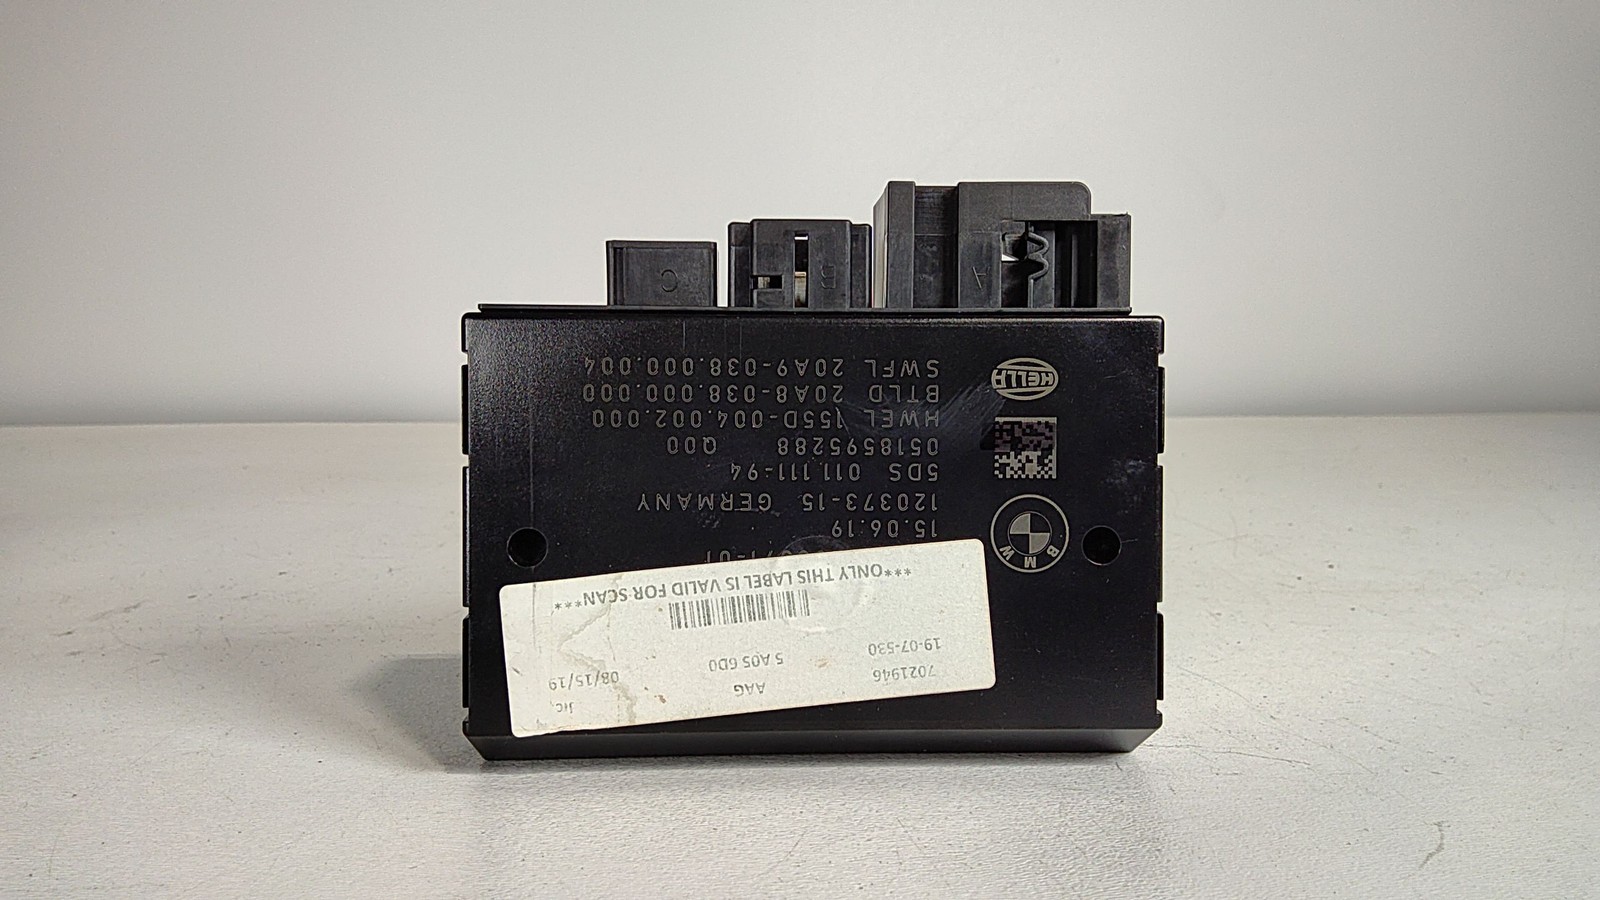 7021946 AAG Jrc,
19-07-530 5 A05 6D0 08/15/19
***ONLY THIS LABEL IS VALID FOR SCAN****
BMW
15.06.19
120373-15 GERMANY
5DS 011.111-94
0518595288 Q00
HWEL 155D-004.002.000
BTLD 20A8-038.000.000
SWFL 20A9-038.000.004
HELLA
A
B
C